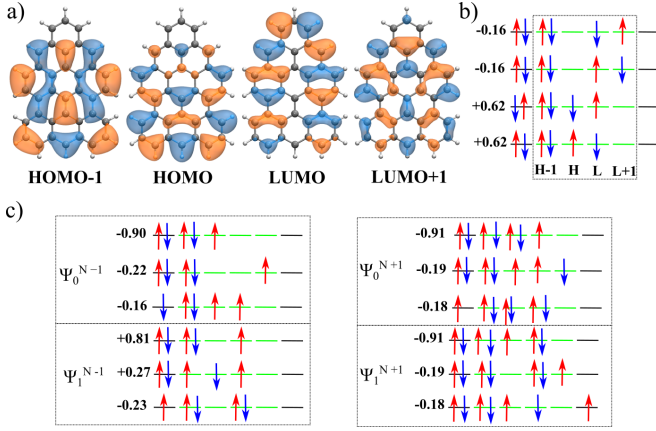 a)
HOMO-1 HOMO LUMO LUMO+1
b)
-0.16
-0.16
+0.62
+0.62
H-1 H L L+1
c)
Ψ₀ᴺ⁻¹
-0.90
-0.22
-0.16
Ψ₁ᴺ⁻¹
+0.81
+0.27
-0.23
Ψ₀ᴺ⁺¹
-0.91
-0.19
-0.18
Ψ₁ᴺ⁺¹
-0.91
-0.19
-0.18